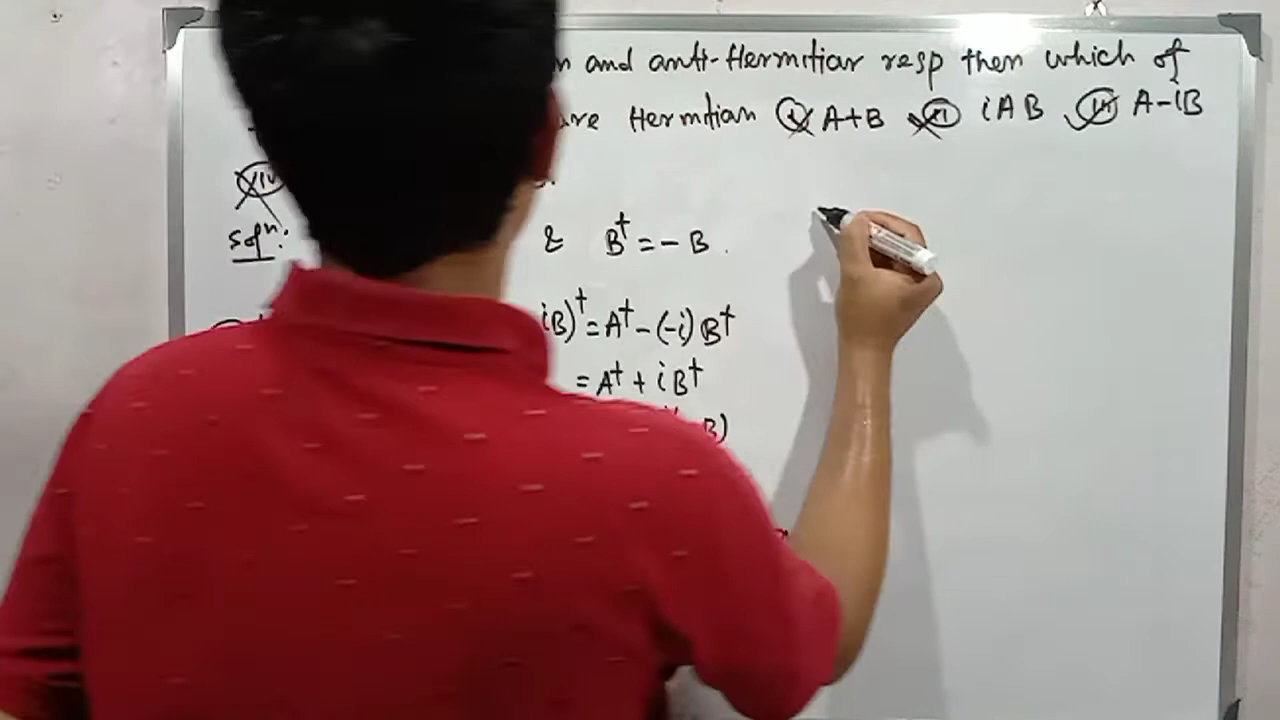 and anti-Hermitian resp then which of
are Hermitian (i) A+B (ii) iAB (iii) A-iB
(iv)
Solⁿ: & B† = - B.
iB)† = A† - (-i) B†
= A† + i B†
B)